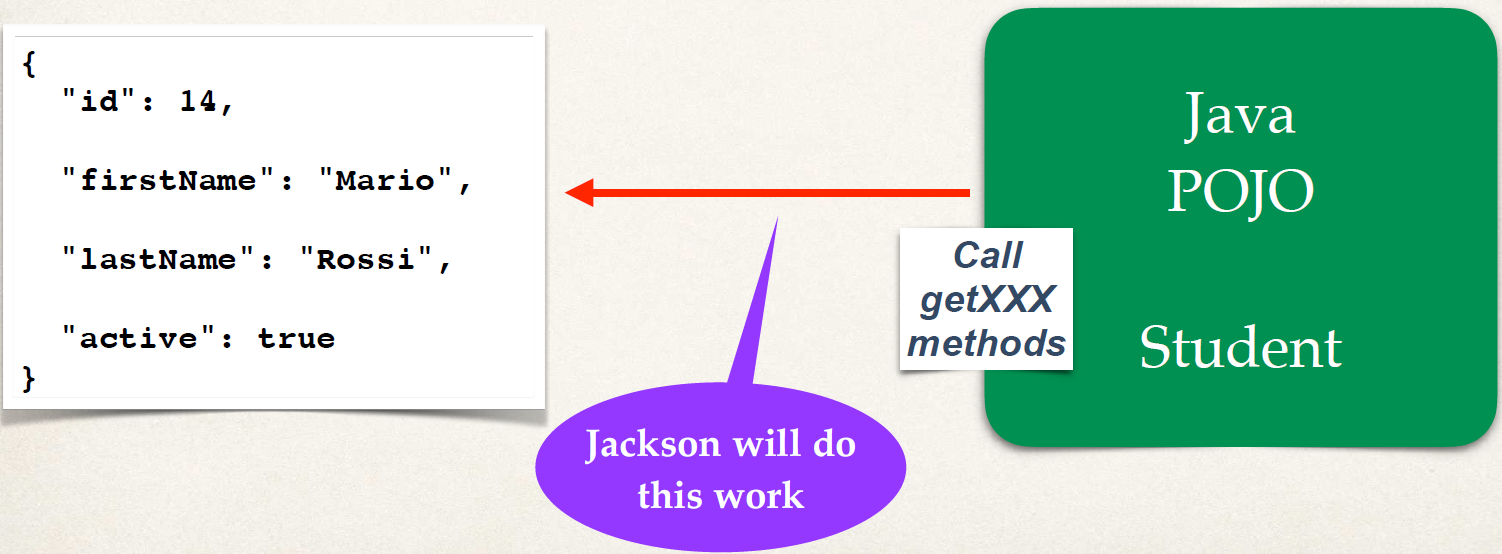 {
"id": 14,
"firstName": "Mario",
"lastName": "Rossi",
"active": true
}
Jackson will do
this work
Call
getXXX
methods
Java
POJO
Student